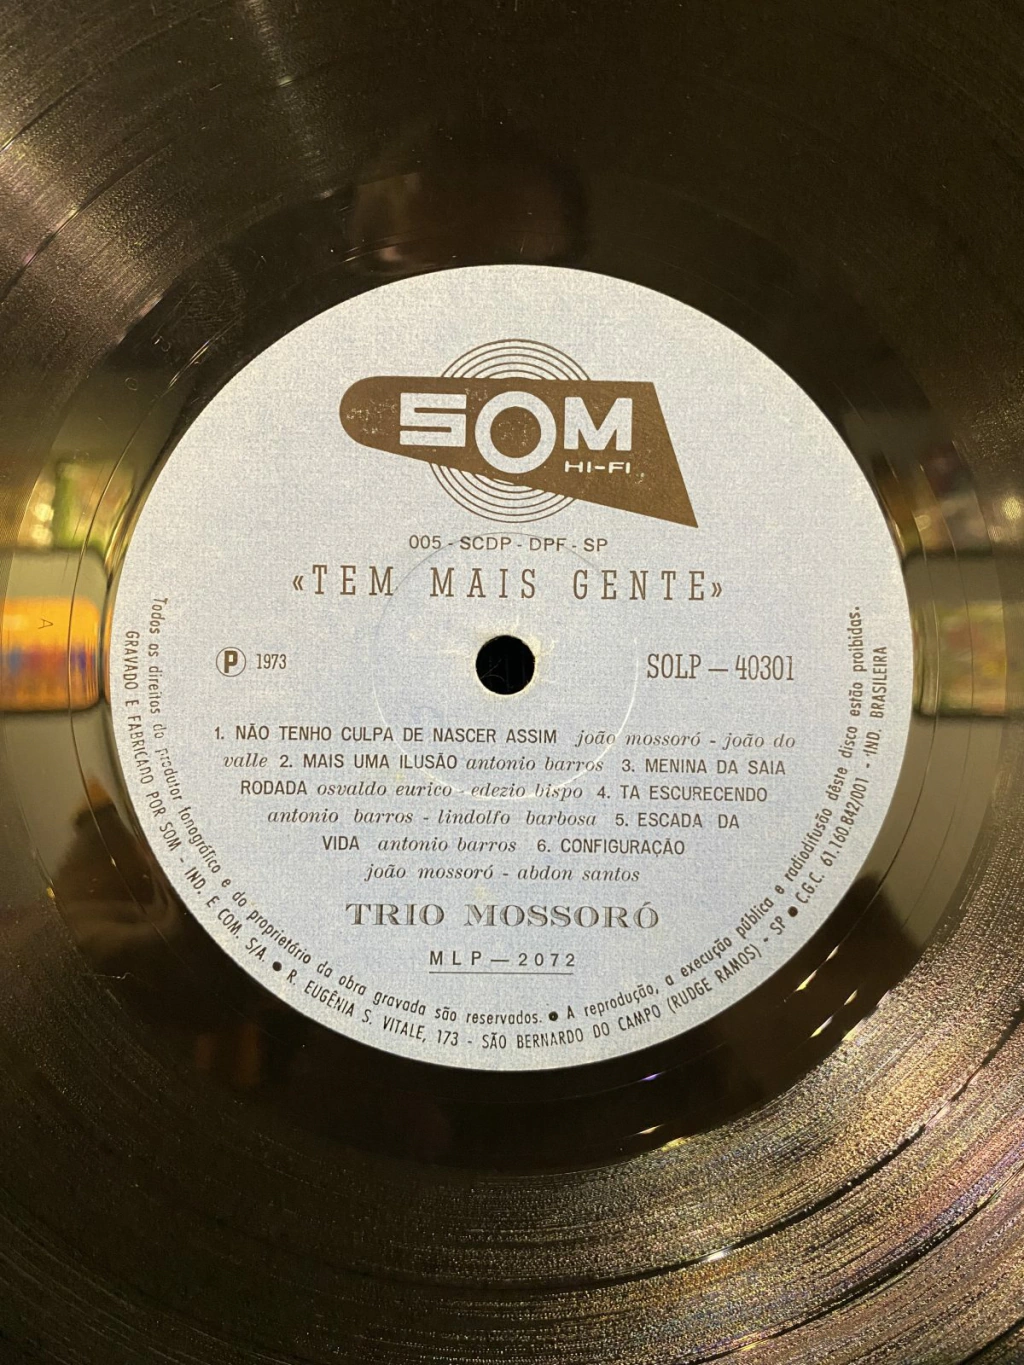 SOM
HI-FI
005 - SCDP - DPF - SP
«TEM MAIS GENTE»
P 1973
SOLP — 40301
1. NÃO TENHO CULPA DE NASCER ASSIM joão mossoró - joão do
valle 2. MAIS UMA ILUSÃO antonio barros 3. MENINA DA SAIA
RODADA osvaldo eurico - edezio bispo 4. TA ESCURECENDO
antonio barros - lindolfo barbosa 5. ESCADA DA
VIDA antonio barros 6. CONFIGURAÇÃO
joão mossoró - abdon santos
TRIO MOSSORÓ
MLP — 2072
Todos os direitos do produtor fonográfico e do proprietário da obra gravada são reservados. ● A reprodução, a execução pública e radiodifusão dêste disco estão proibidas.
GRAVADO E FABRICANO POR SOM - IND. E COM. S/A. ● R. EUGÊNIA S. VITALE, 173 - SÃO BERNARDO DO CAMPO (RUDGE RAMOS) - SP ● C.G.C. 61.160.842/001 - IND. BRASILEIRA
A